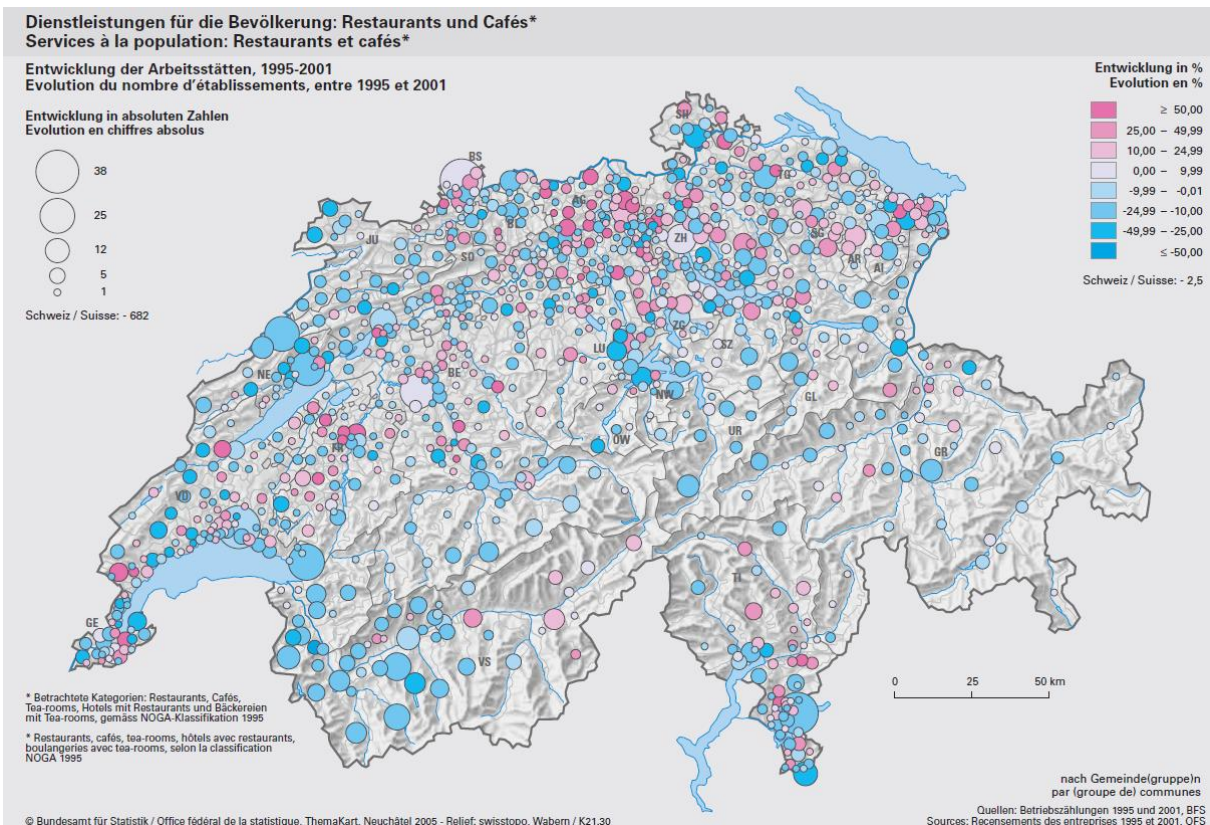 Dienstleistungen für die Bevölkerung: Restaurants und Cafés*
Services à la population: Restaurants et cafés*
Entwicklung der Arbeitsstätten, 1995-2001
Evolution du nombre d'établissements, entre 1995 et 2001
Entwicklung in absoluten Zahlen
Evolution en chiffres absolus
38
25
12
5
1
Schweiz / Suisse: - 682
Entwicklung in %
Evolution en %
≥ 50,00
25,00 – 49,99
10,00 – 24,99
0,00 – 9,99
-9,99 – -0,01
-24,99 – -10,00
-49,99 – -25,00
≤ -50,00
Schweiz / Suisse: - 2,5
SH
BS
TG
AG
BL
JU
ZH
SG
SO
AR
AI
ZG
LU
SZ
NE
BE
NW
GL
UR
OW
FR
GR
VD
TI
GE
VS
0 25 50 km
* Betrachtete Kategorien: Restaurants, Cafés,
Tea-rooms, Hotels mit Restaurants und Bäckereien
mit Tea-rooms, gemäss NOGA-Klassifikation 1995
* Restaurants, cafés, tea-rooms, hôtels avec restaurants,
boulangeries avec tea-rooms, selon la classification
NOGA 1995
nach Gemeinde(gruppe)n
par (groupe de) communes
Quellen: Betriebszählungen 1995 und 2001, BFS
Sources: Recensements des entreprises 1995 et 2001, OFS
© Bundesamt für Statistik / Office fédéral de la statistique, ThemaKart, Neuchâtel 2005 - Relief: swisstopo, Wabern / K21.30